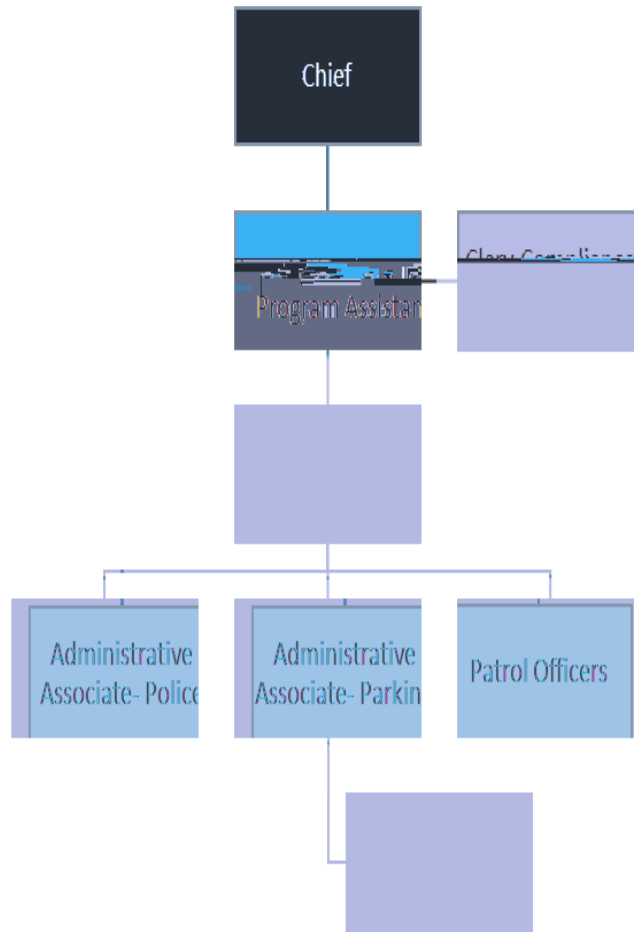 Chief
Program Assistan
Administrative
Associate- Police
Administrative
Associate- Parkin
Patrol Officers